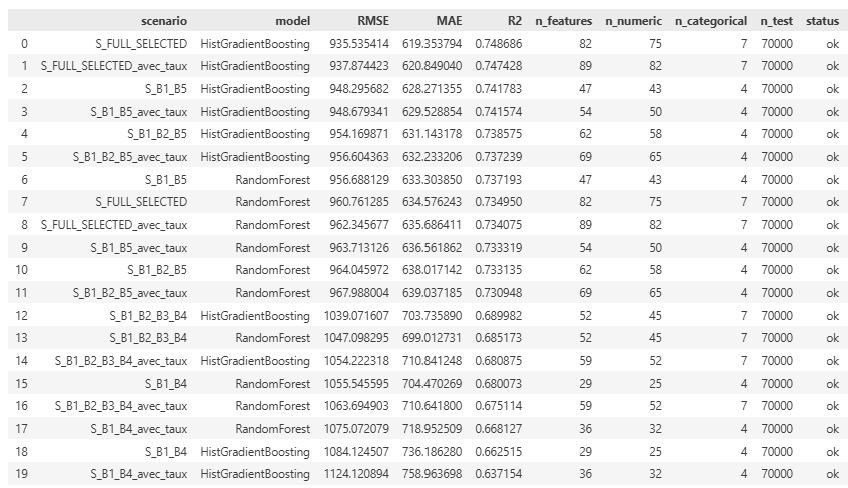 scenario model RMSE MAE R2 n_features n_numeric n_categorical n_test status
0 S_FULL_SELECTED HistGradientBoosting 935.535414 619.353794 0.748686 82 75 7 70000 ok
1 S_FULL_SELECTED_avec_taux HistGradientBoosting 937.874423 620.849040 0.747428 89 82 7 70000 ok
2 S_B1_B5 HistGradientBoosting 948.295682 628.271355 0.741783 47 43 4 70000 ok
3 S_B1_B5_avec_taux HistGradientBoosting 948.679341 629.528854 0.741574 54 50 4 70000 ok
4 S_B1_B2_B5 HistGradientBoosting 954.169871 631.143178 0.738575 62 58 4 70000 ok
5 S_B1_B2_B5_avec_taux HistGradientBoosting 956.604363 632.233206 0.737239 69 65 4 70000 ok
6 S_B1_B5 RandomForest 956.688129 633.303850 0.737193 47 43 4 70000 ok
7 S_FULL_SELECTED RandomForest 960.761285 634.576243 0.734950 82 75 7 70000 ok
8 S_FULL_SELECTED_avec_taux RandomForest 962.345677 635.686411 0.734075 89 82 7 70000 ok
9 S_B1_B5_avec_taux RandomForest 963.713126 636.561862 0.733319 54 50 4 70000 ok
10 S_B1_B2_B5 RandomForest 964.045972 638.017142 0.733135 62 58 4 70000 ok
11 S_B1_B2_B5_avec_taux RandomForest 967.988004 639.037185 0.730948 69 65 4 70000 ok
12 S_B1_B2_B3_B4 HistGradientBoosting 1039.071607 703.735890 0.689982 52 45 7 70000 ok
13 S_B1_B2_B3_B4 RandomForest 1047.098295 699.012731 0.685173 52 45 7 70000 ok
14 S_B1_B2_B3_B4_avec_taux HistGradientBoosting 1054.222318 710.841248 0.680875 59 52 7 70000 ok
15 S_B1_B4 RandomForest 1055.545595 704.470269 0.680073 29 25 4 70000 ok
16 S_B1_B2_B3_B4_avec_taux RandomForest 1063.694903 710.641800 0.675114 59 52 7 70000 ok
17 S_B1_B4_avec_taux RandomForest 1075.072079 718.952509 0.668127 36 32 4 70000 ok
18 S_B1_B4 HistGradientBoosting 1084.124507 736.186280 0.662515 29 25 4 70000 ok
19 S_B1_B4_avec_taux HistGradientBoosting 1124.120894 758.963698 0.637154 36 32 4 70000 ok